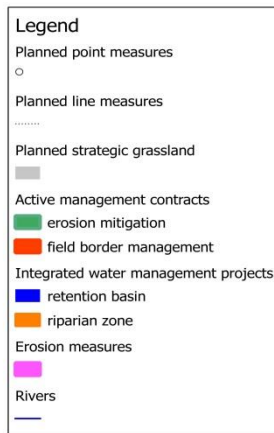 Legend
Planned point measures
Planned line measures
Planned strategic grassland
Active management contracts
erosion mitigation
field border management
Integrated water management projects
retention basin
riparian zone
Erosion measures
Rivers